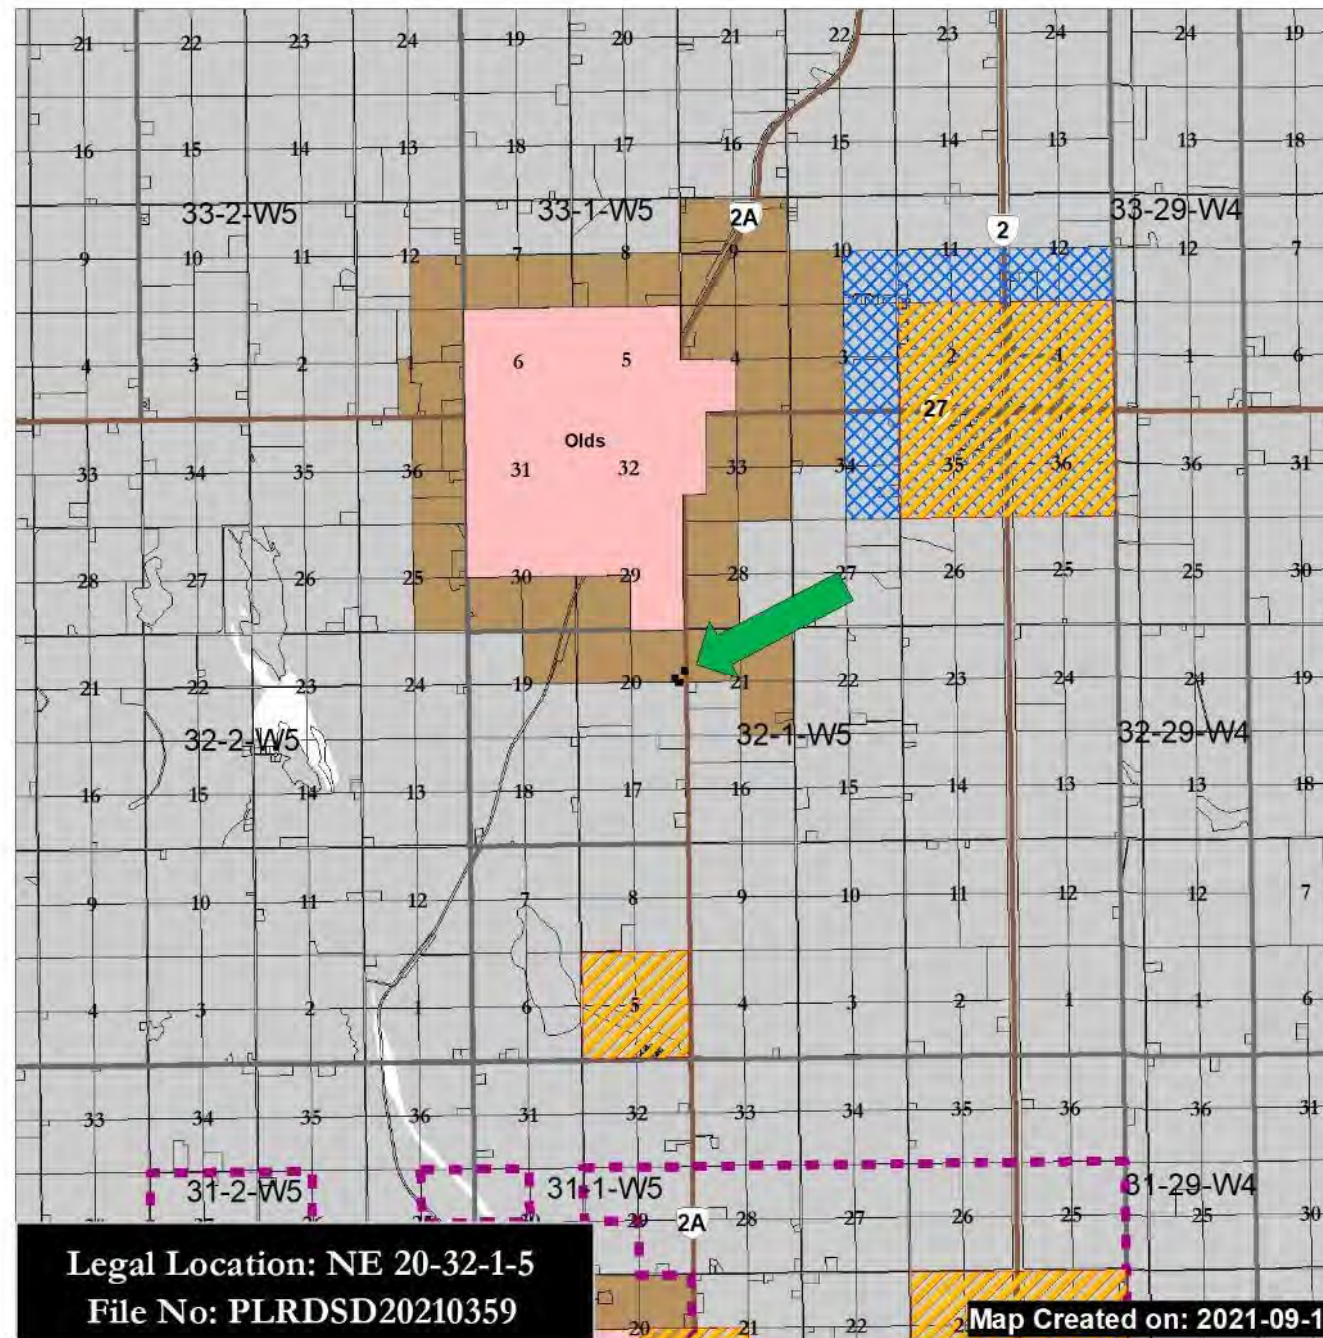 21 22 23 24 19 20 21 22 23 24 24 19
16 15 14 13 18 17 16 15 14 13 13 18
33-2-W5 33-1-W5 2A 2 33-29-W4
9 10 11 12 7 8 9 10 11 12 12 7
4 3 2 1 6 5 4 3 2 1 1 6
27
Olds
33 34 35 36 31 32 33 34 35 36 36 31
28 27 26 25 30 29 28 27 26 25 25 30
21 22 23 24 19 20 21 22 23 24 24 19
32-2-W5 32-1-W5 32-29-W4
16 15 14 13 18 17 16 15 14 13 13 18
9 10 11 12 7 8 9 10 11 12 12 7
4 3 2 1 6 5 4 3 2 1 1 6
33 34 35 36 31 32 33 34 35 36 36 31
31-2-W5 31-1-W5 31-29-W4
29 2A 28 27 26 25 25 30
Legal Location: NE 20-32-1-5
File No: PLRDSD20210359
20 22
Map Created on: 2021-09-1